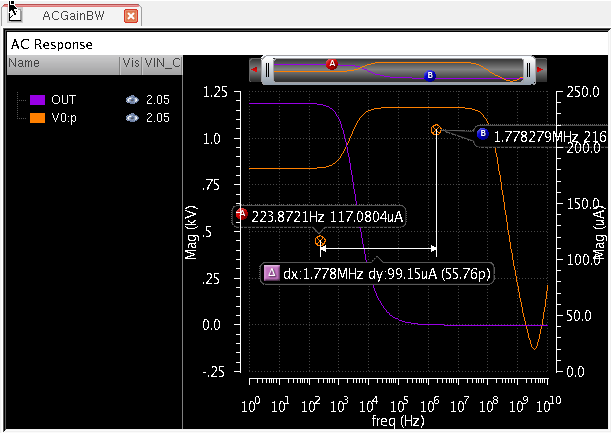 ACGainBW
AC Response
Name Vis VIN_C
OUT 2.05
V0:p 2.05
A
B
1.25
1.0
.75
.5
0.0
-.25
Mag (kV)
250.0
200.0
150.0
100.0
50.0
0.0
Mag (uA)
B 1.778279MHz 216
A 223.8721Hz 117.0804uA
Δ dx:1.778MHz dy:99.15uA (55.76p)
10^0 10^1 10^2 10^3 10^4 10^5 10^6 10^7 10^8 10^9 10^10
freq (Hz)